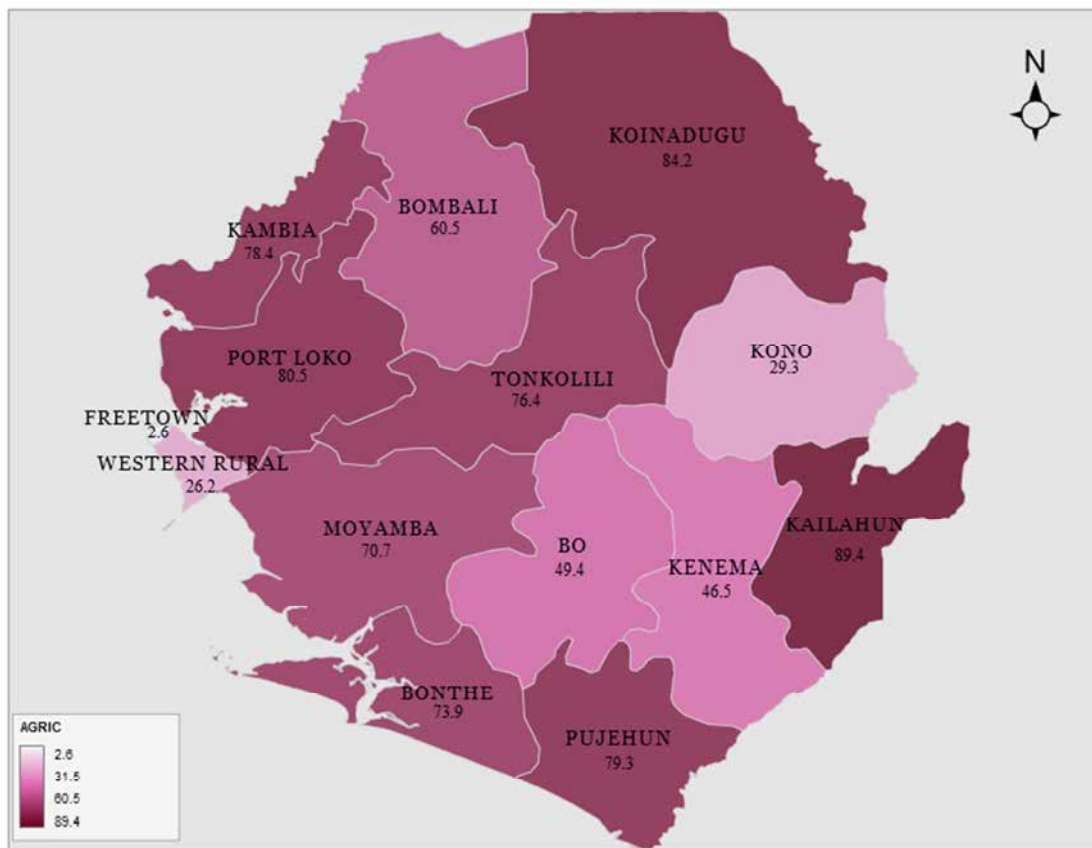 N
KOINADUGU
84.2
BOMBALI
60.5
KAMBIA
78.4
KONO
29.3
PORT LOKO
80.5
TONKOLILI
76.4
FREETOWN
2.6
WESTERN RURAL
26.2
MOYAMBA
70.7
BO
49.4
KENEMA
46.5
KAILAHUN
89.4
BONTHE
73.9
PUJEHUN
79.3
AGRIC
2.6
31.5
60.5
89.4